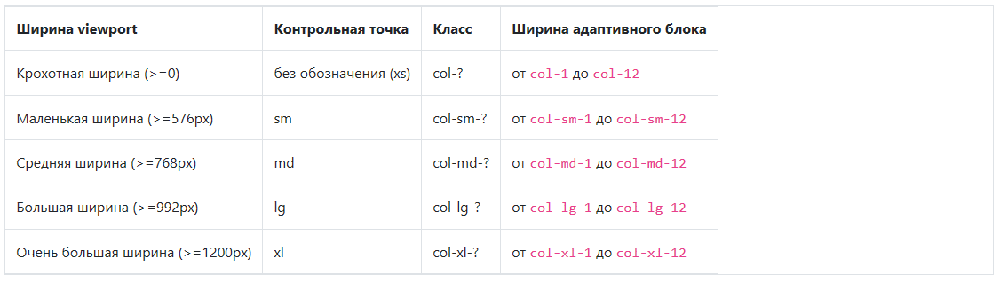 Ширина viewport Контрольная точка Класс Ширина адаптивного блока
Крохотная ширина (>=0) без обозначения (xs) col-? от col-1 до col-12
Маленькая ширина (>=576px) sm col-sm-? от col-sm-1 до col-sm-12
Средняя ширина (>=768px) md col-md-? от col-md-1 до col-md-12
Большая ширина (>=992px) lg col-lg-? от col-lg-1 до col-lg-12
Очень большая ширина (>=1200px) xl col-xl-? от col-xl-1 до col-xl-12